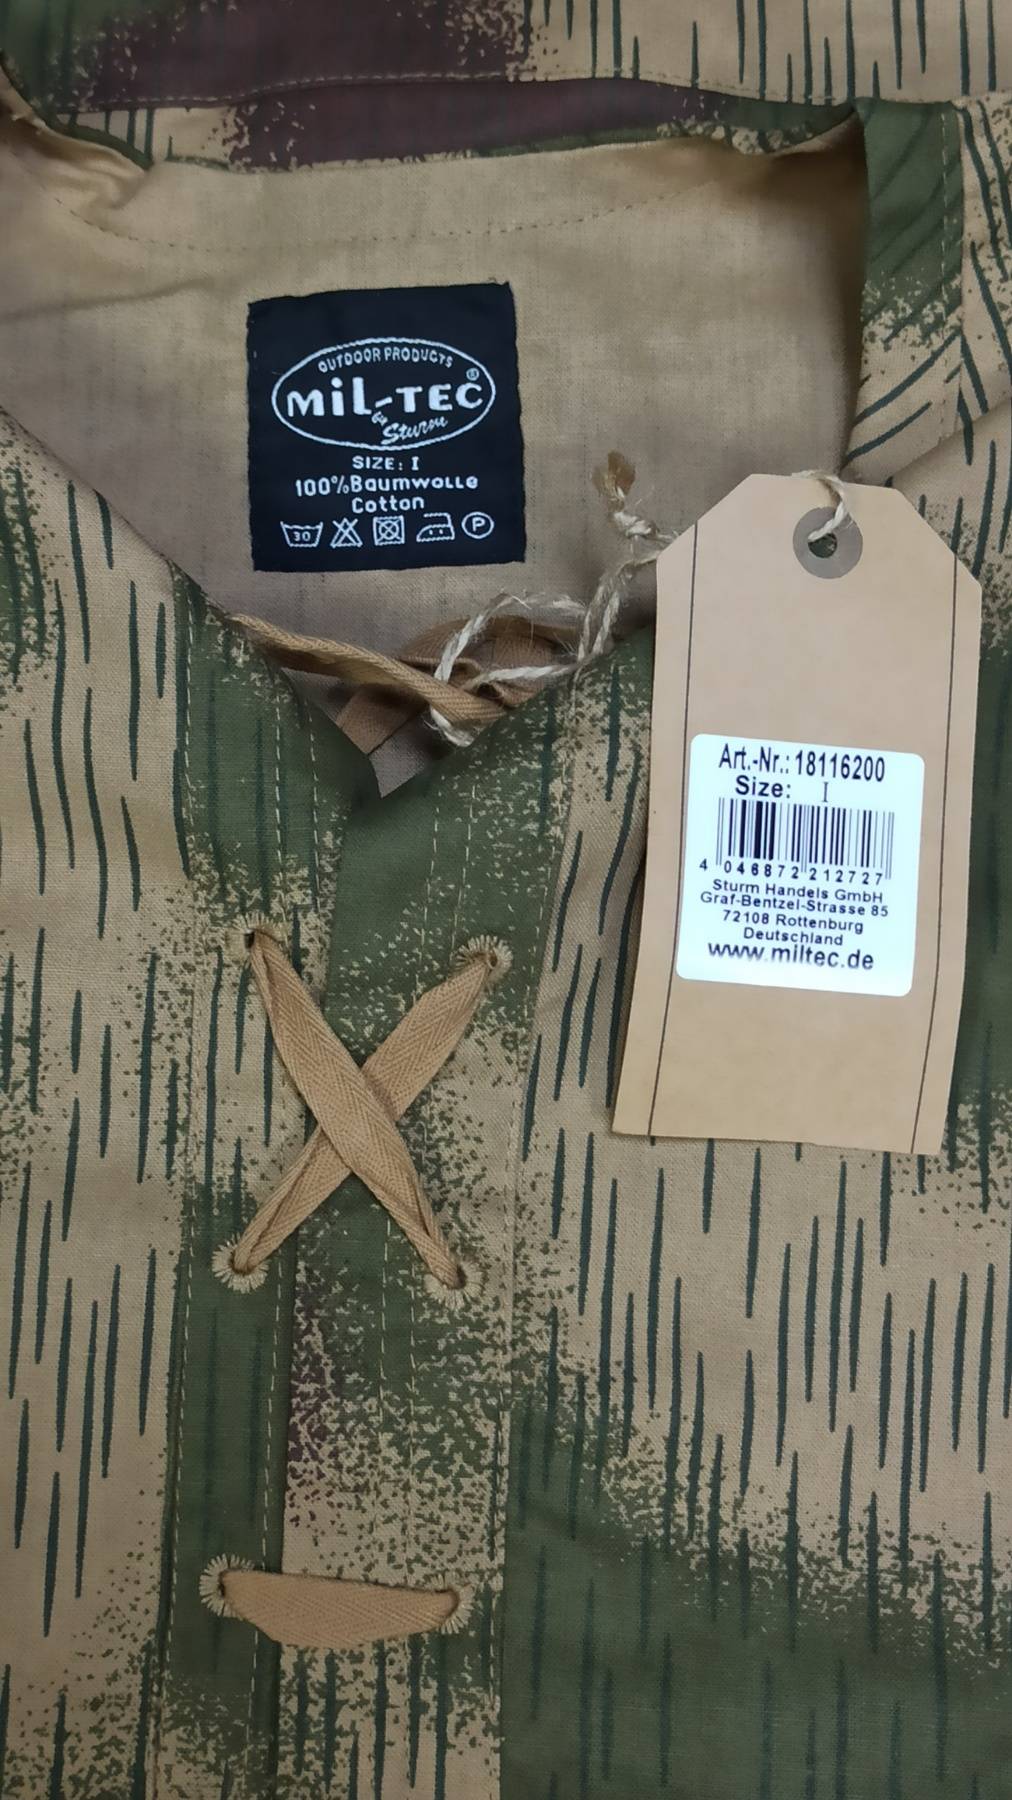 OUTDOOR PRODUCTS
MIL-TEC®
by Sturm
SIZE: I
100%Baumwolle
Cotton
30
P
Art.-Nr.: 18116200
Size: I
4 046872 212727
Sturm Handels GmbH
Graf-Bentzel-Strasse 85
72108 Rottenburg
Deutschland
www.miltec.de